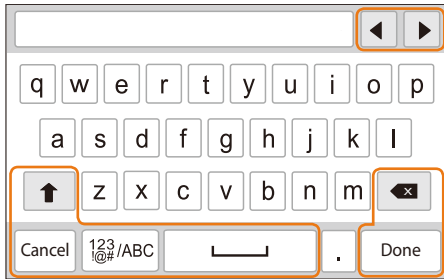 q w e r t y u i o p
a s d f g h j k l
z x c v b n m
Cancel 123!@#/ABC . Done